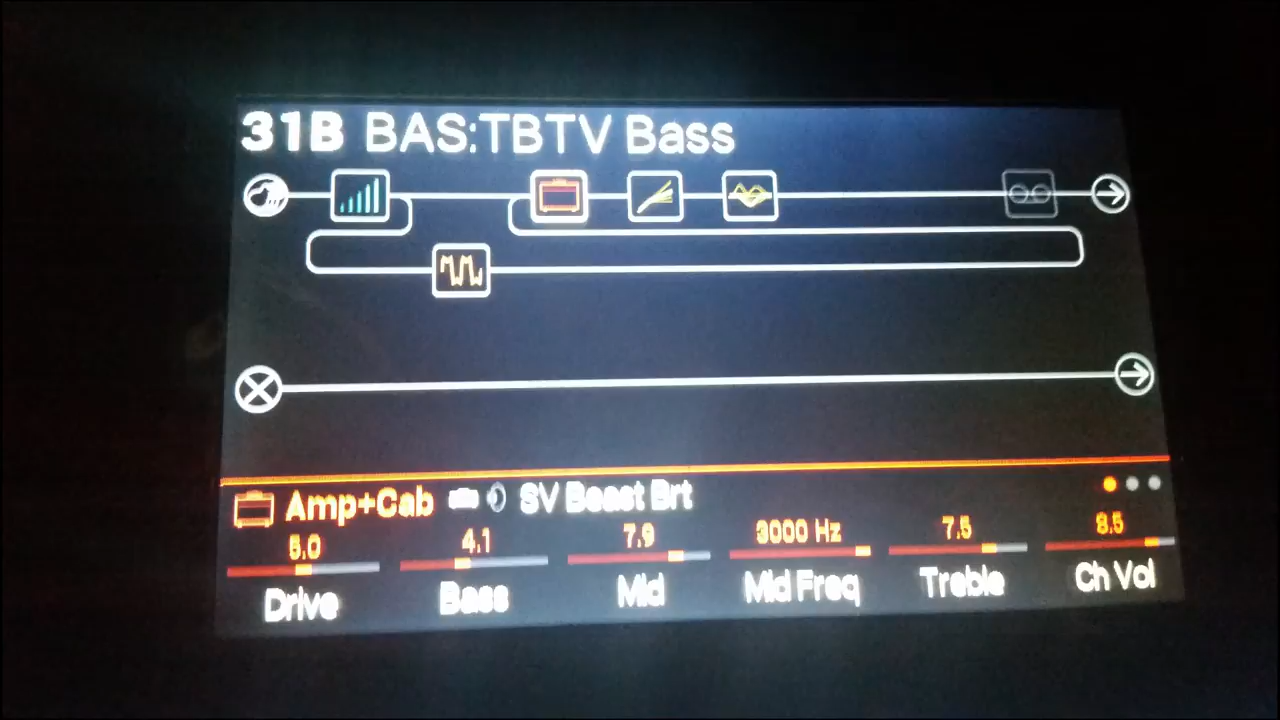 31B BAS:TBTV Bass
Amp+Cab SV Beast Brt
5.0 4.1 7.9 3000 Hz 7.5 8.5
Drive Bass Mid Mid Freq Treble Ch Vol